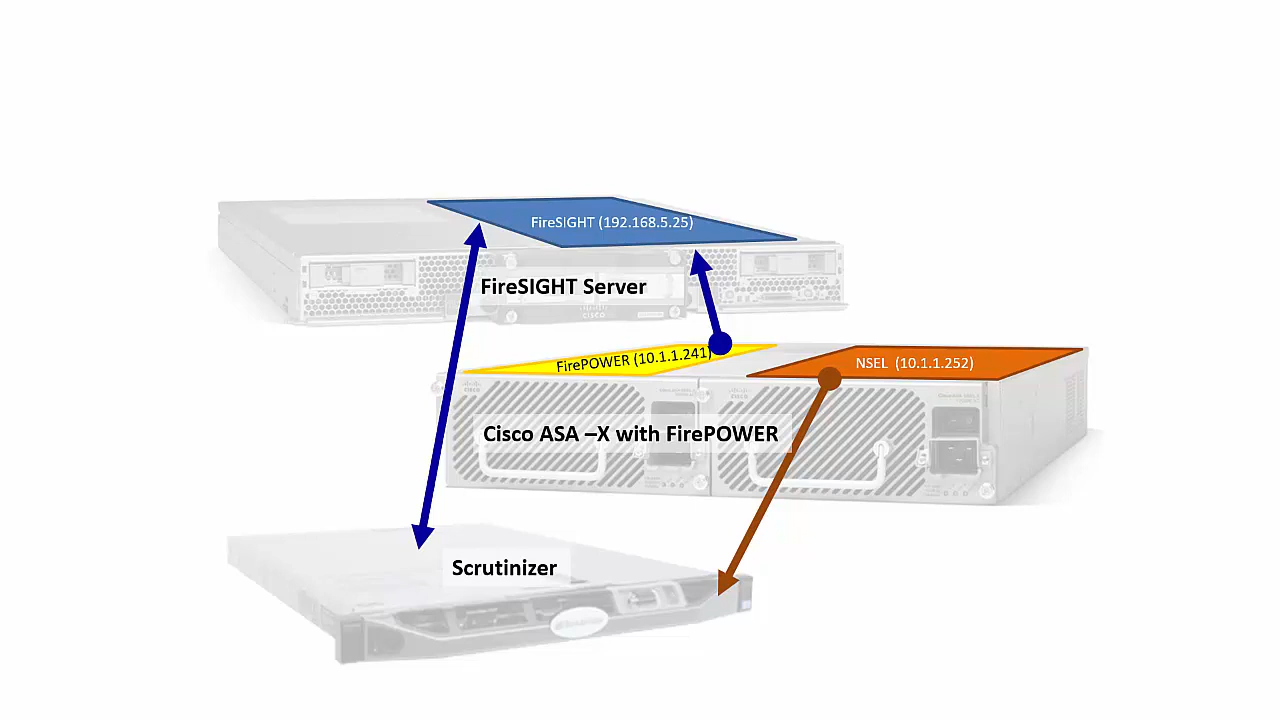 FireSIGHT (192.168.5.25)
FireSIGHT Server
CISCO
FirePOWER (10.1.1.241)
NSEL (10.1.1.252)
Cisco ASA –X with FirePOWER
Scrutinizer